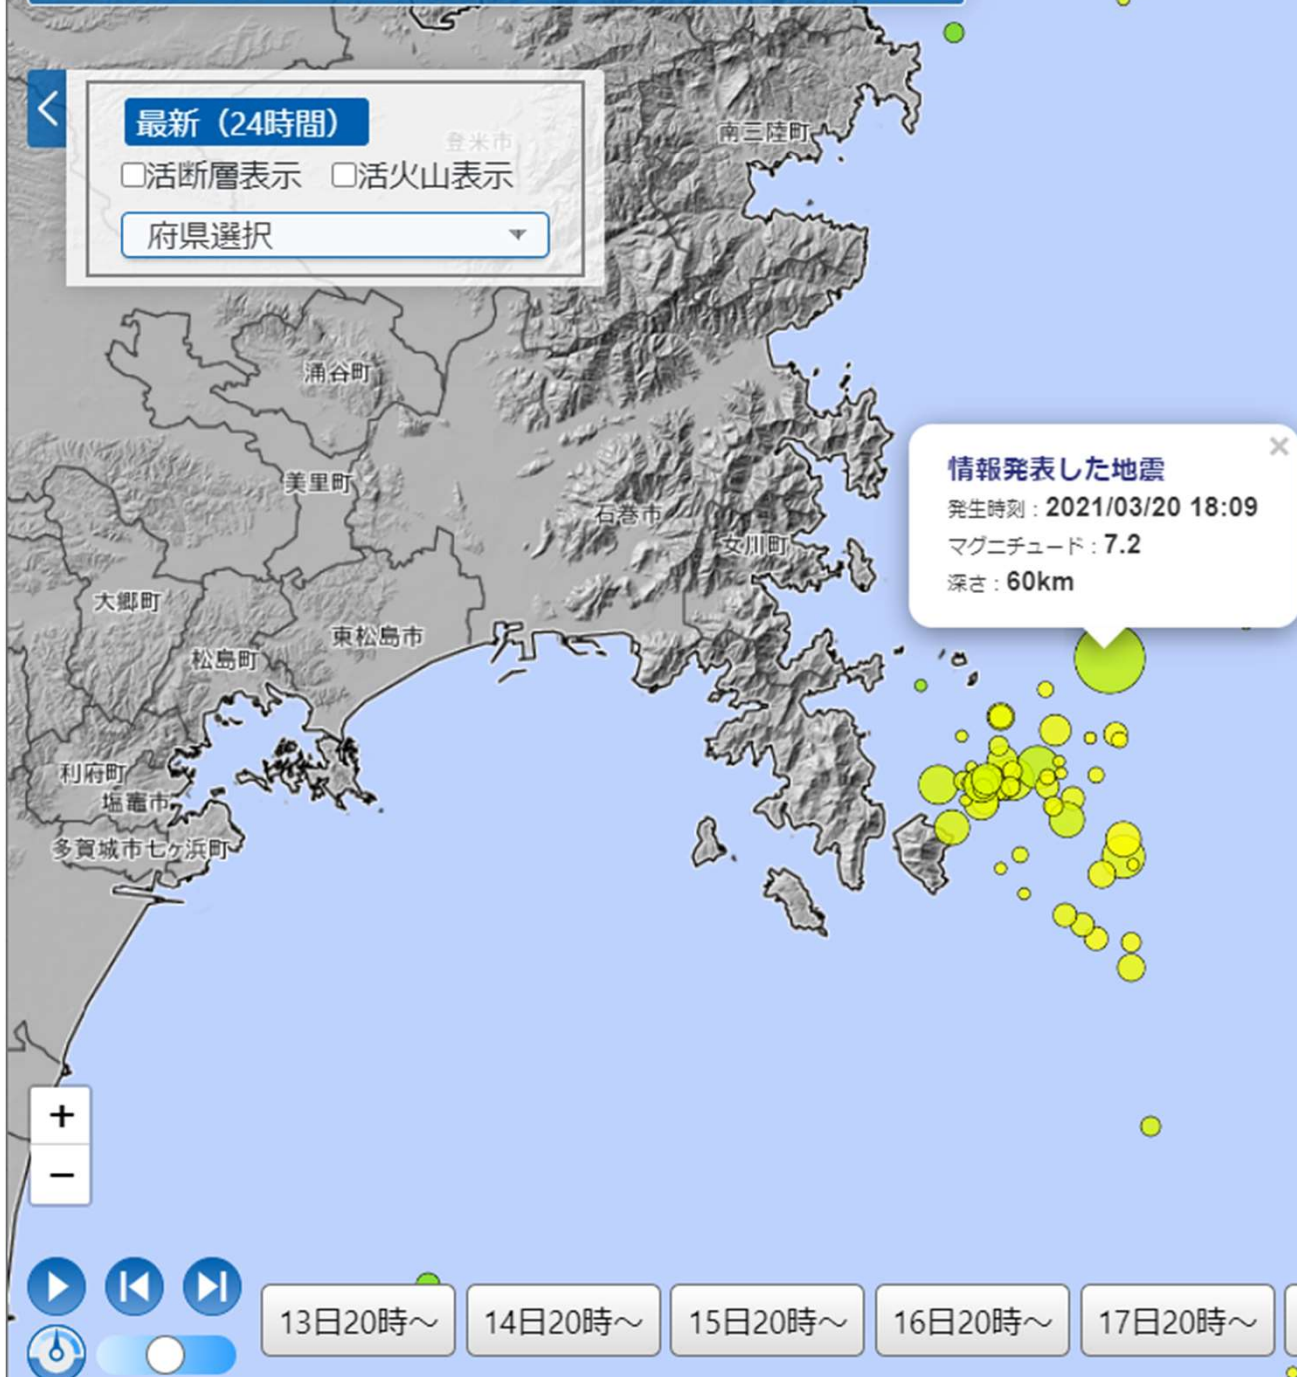 最新（24時間）
登米市
活断層表示
活火山表示
府県選択
南三陸町
涌谷町
美里町
石巻市
女川町
情報発表した地震
発生時刻 : 2021/03/20 18:09
マグニチュード : 7.2
深さ : 60km
大郷町
東松島市
松島町
利府町
塩竈市
多賀城市七ヶ浜町
+
−
13日20時～
14日20時～
15日20時～
16日20時～
17日20時～